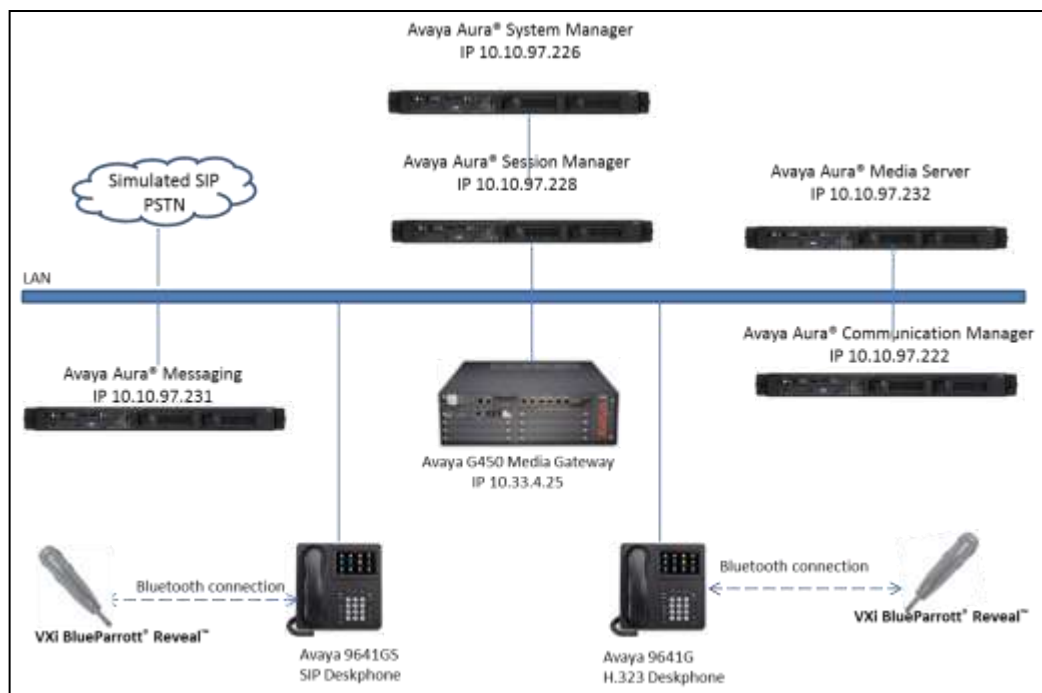 Avaya Aura® System Manager
IP 10.10.97.226
Avaya Aura® Session Manager
IP 10.10.97.228
Simulated SIP
PSTN
Avaya Aura® Media Server
IP 10.10.97.232
LAN
Avaya Aura® Communication Manager
IP 10.10.97.222
Avaya Aura® Messaging
IP 10.10.97.231
Avaya G450 Media Gateway
IP 10.33.4.25
Bluetooth connection
VXi BlueParrott® Reveal™
Avaya 9641GS
SIP Deskphone
Bluetooth connection
VXi BlueParrott® Reveal™
Avaya 9641G
H.323 Deskphone